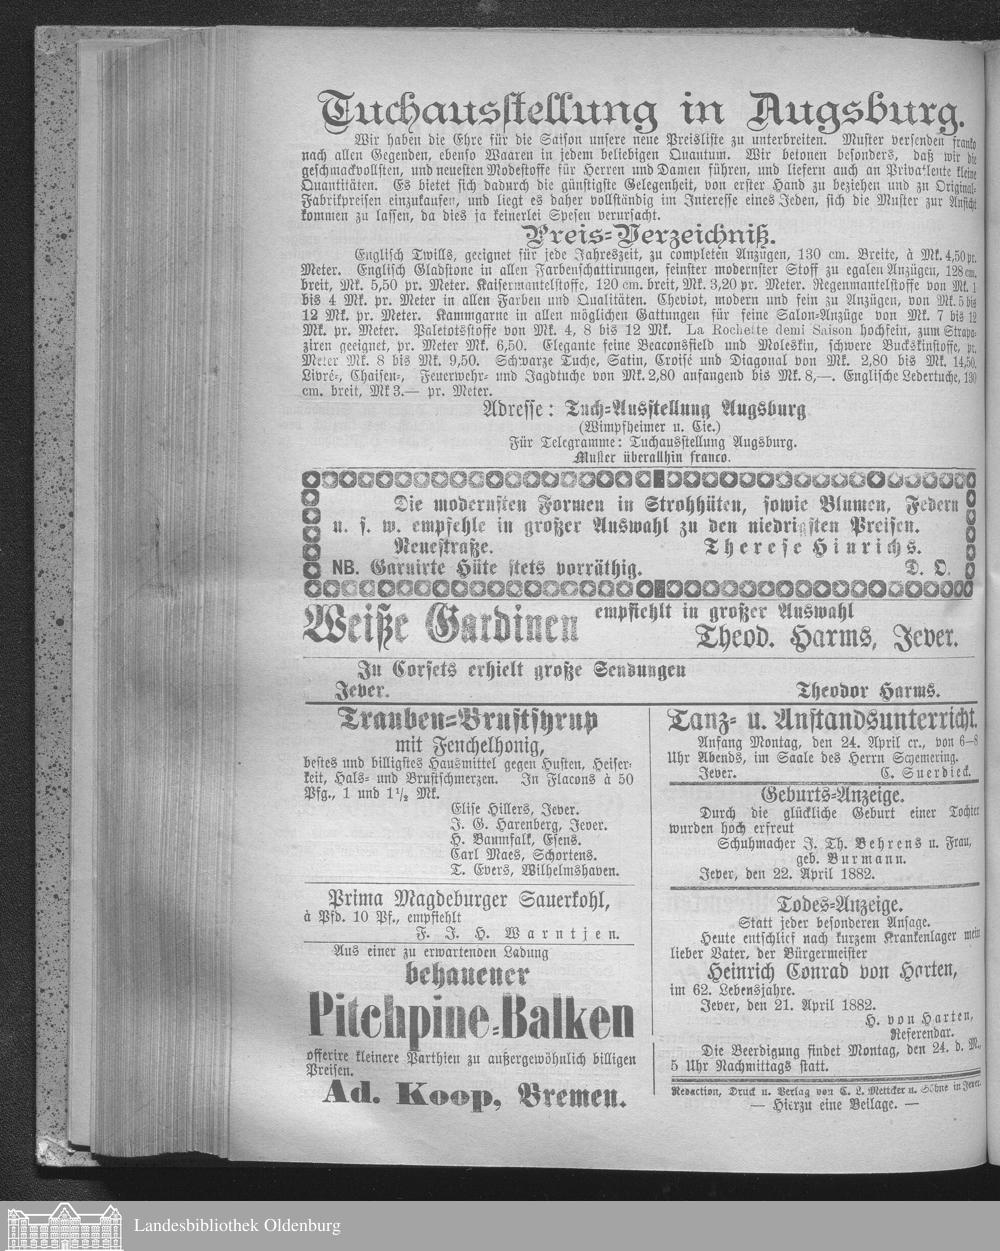 Tuchausstellung in Augsburg.
Wir haben die Ehre für die Saison unsere neue Preisliste zu unterbreiten. Muster versenden franko
nach allen Gegenden, ebenso Waaren in jedem beliebigen Quantum. Wir betonen besonders, daß wir die
geschmackvollsten, und neuesten Modestoffe für Herren und Damen führen, und liefern auch an Privatleute kleine
Quantitäten. Es bietet sich dadurch die günstigste Gelegenheit, von erster Hand zu beziehen und zu Original-
Fabrikpreisen einzukaufen, und liegt es daher vollständig im Interesse eines Jeden, sich die Muster zur Ansicht
kommen zu lassen, da dies ja keinerlei Spesen verursacht.
Preis-Verzeichniß.
Englisch Twills, geeignet für jede Jahreszeit, zu completen Anzügen, 130 cm. Breite, à Mk. 4,50 pr.
Meter. Englisch Gladstone in allen Farbenschattirungen, feinster modernster Stoff zu egalen Anzügen, 128 cm.
breit, Mk. 5,50 pr. Meter. Kaisermantelstoffe, 120 cm. breit, Mk. 3,20 pr. Meter. Regenmantelstoffe von Mk. 1
bis 4 Mk. pr. Meter in allen Farben und Qualitäten. Cheviot, modern und fein zu Anzügen, von Mk. 5 bis
12 Mk. pr. Meter. Kammgarne in allen möglichen Gattungen für feine Salon-Anzüge von Mk. 7 bis 12
Mk. pr. Meter. Paletotsstoffe von Mk. 4, 8 bis 12 Mk. La Rochette demi Saison hochfein, zum Strapa-
ziren geeignet, pr. Meter Mk. 6,50. Elegante feine Beaconsfield und Moleskin, schwere Buckskinstoffe, pr.
Meter Mk. 8 bis Mk. 9,50. Schwarze Tuche, Satin, Croisé und Diagonal von Mk. 2,80 bis Mk. 14,50.
Livré-, Chaisen-, Feuerwehr- und Jagdtuche von Mk. 2,80 anfangend bis Mk. 8,—. Englische Ledertuche, 130
cm. breit, Mk 3.— pr. Meter.
Adresse: Tuch-Ausstellung Augsburg
(Wimpfheimer u. Cie.)
Für Telegramme: Tuchausstellung Augsburg.
Muster überallhin franco.
Die modernsten Formen in Strohhüten, sowie Blumen, Federn
u. s. w. empfehle in großer Auswahl zu den niedrigsten Preisen.
Neuestraße. Therese Hinrichs.
NB. Garnirte Hüte stets vorräthig. D. O.
Weiße Gardinen empfiehlt in großer Auswahl
Theod. Harms, Jever.
In Corsets erhielt große Sendungen
Jever. Theodor Harms.
Trauben-Brustsyrup
mit Fenchelhonig,
bestes und billigstes Hausmittel gegen Husten, Heiser-
keit, Hals- und Brustschmerzen. In Flacons à 50
Pfg., 1 und 1½ Mk.
Elise Hillers, Jever.
J. G. Harenberg, Jever.
H. Baumfalk, Esens.
Carl Maes, Schortens.
T. Evers, Wilhelmshaven.
Prima Magdeburger Sauerkohl,
à Pfd. 10 Pf., empfiehlt
F. J. H. Warntjen.
Aus einer zu erwartenden Ladung
behauener
Pitchpine-Balken
offerire kleinere Parthien zu außergewöhnlich billigen
Preisen.
Ad. Koop, Bremen.
Tanz- u. Anstandsunterricht.
Anfang Montag, den 24. April cr., von 6—8
Uhr Abends, im Saale des Herrn Schemering.
Jever. C. Suerdieck.
Geburts-Anzeige.
Durch die glückliche Geburt einer Tochter
wurden hoch erfreut
Schuhmacher J. Th. Behrens u. Frau,
geb. Burmann.
Jever, den 22. April 1882.
Todes-Anzeige.
Statt jeder besonderen Ansage.
Heute entschlief nach kurzem Krankenlager mein
lieber Vater, der Bürgermeister
Heinrich Conrad von Harten,
im 62. Lebensjahre.
Jever, den 21. April 1882.
H. von Harten,
Referendar.
Die Beerdigung findet Montag, den 24. d. M.,
5 Uhr Nachmittags statt.
Redaction, Druck u. Verlag von C. L. Mettcker u. Söhne in Jever.
— Hierzu eine Beilage. —
Landesbibliothek Oldenburg